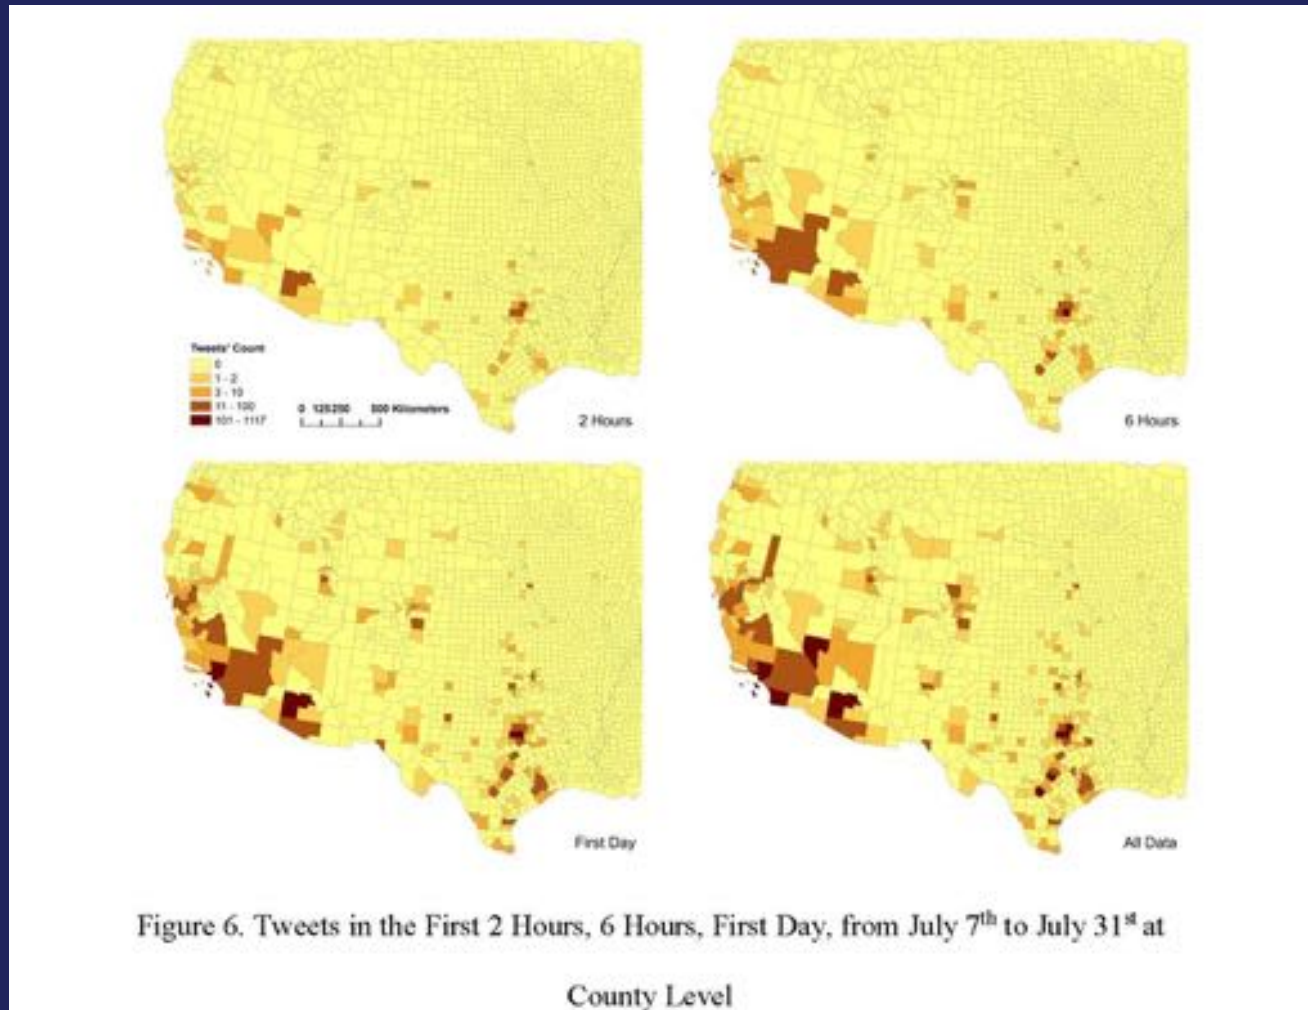 Tweets' Count
0
1 - 2
3 - 10
11 - 100
101 - 1117
0 125250 500 Kilometers
2 Hours
6 Hours
First Day
All Data
Figure 6. Tweets in the First 2 Hours, 6 Hours, First Day, from July 7th to July 31st at
County Level